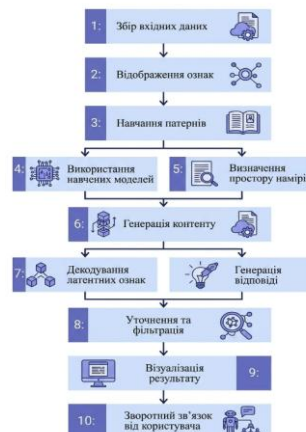 1: Збір вхідних даних
2: Відображення ознак
3: Навчання патернів
4: Використання
навчених моделей
5: Визначення
простору намірі
6: Генерація контенту
7: Декодування
латентних ознак
Генерація
відповіді
8: Уточнення та
фільтрація
Візуалізація
результату
9:
10: Зворотний зв'язок
від користувача